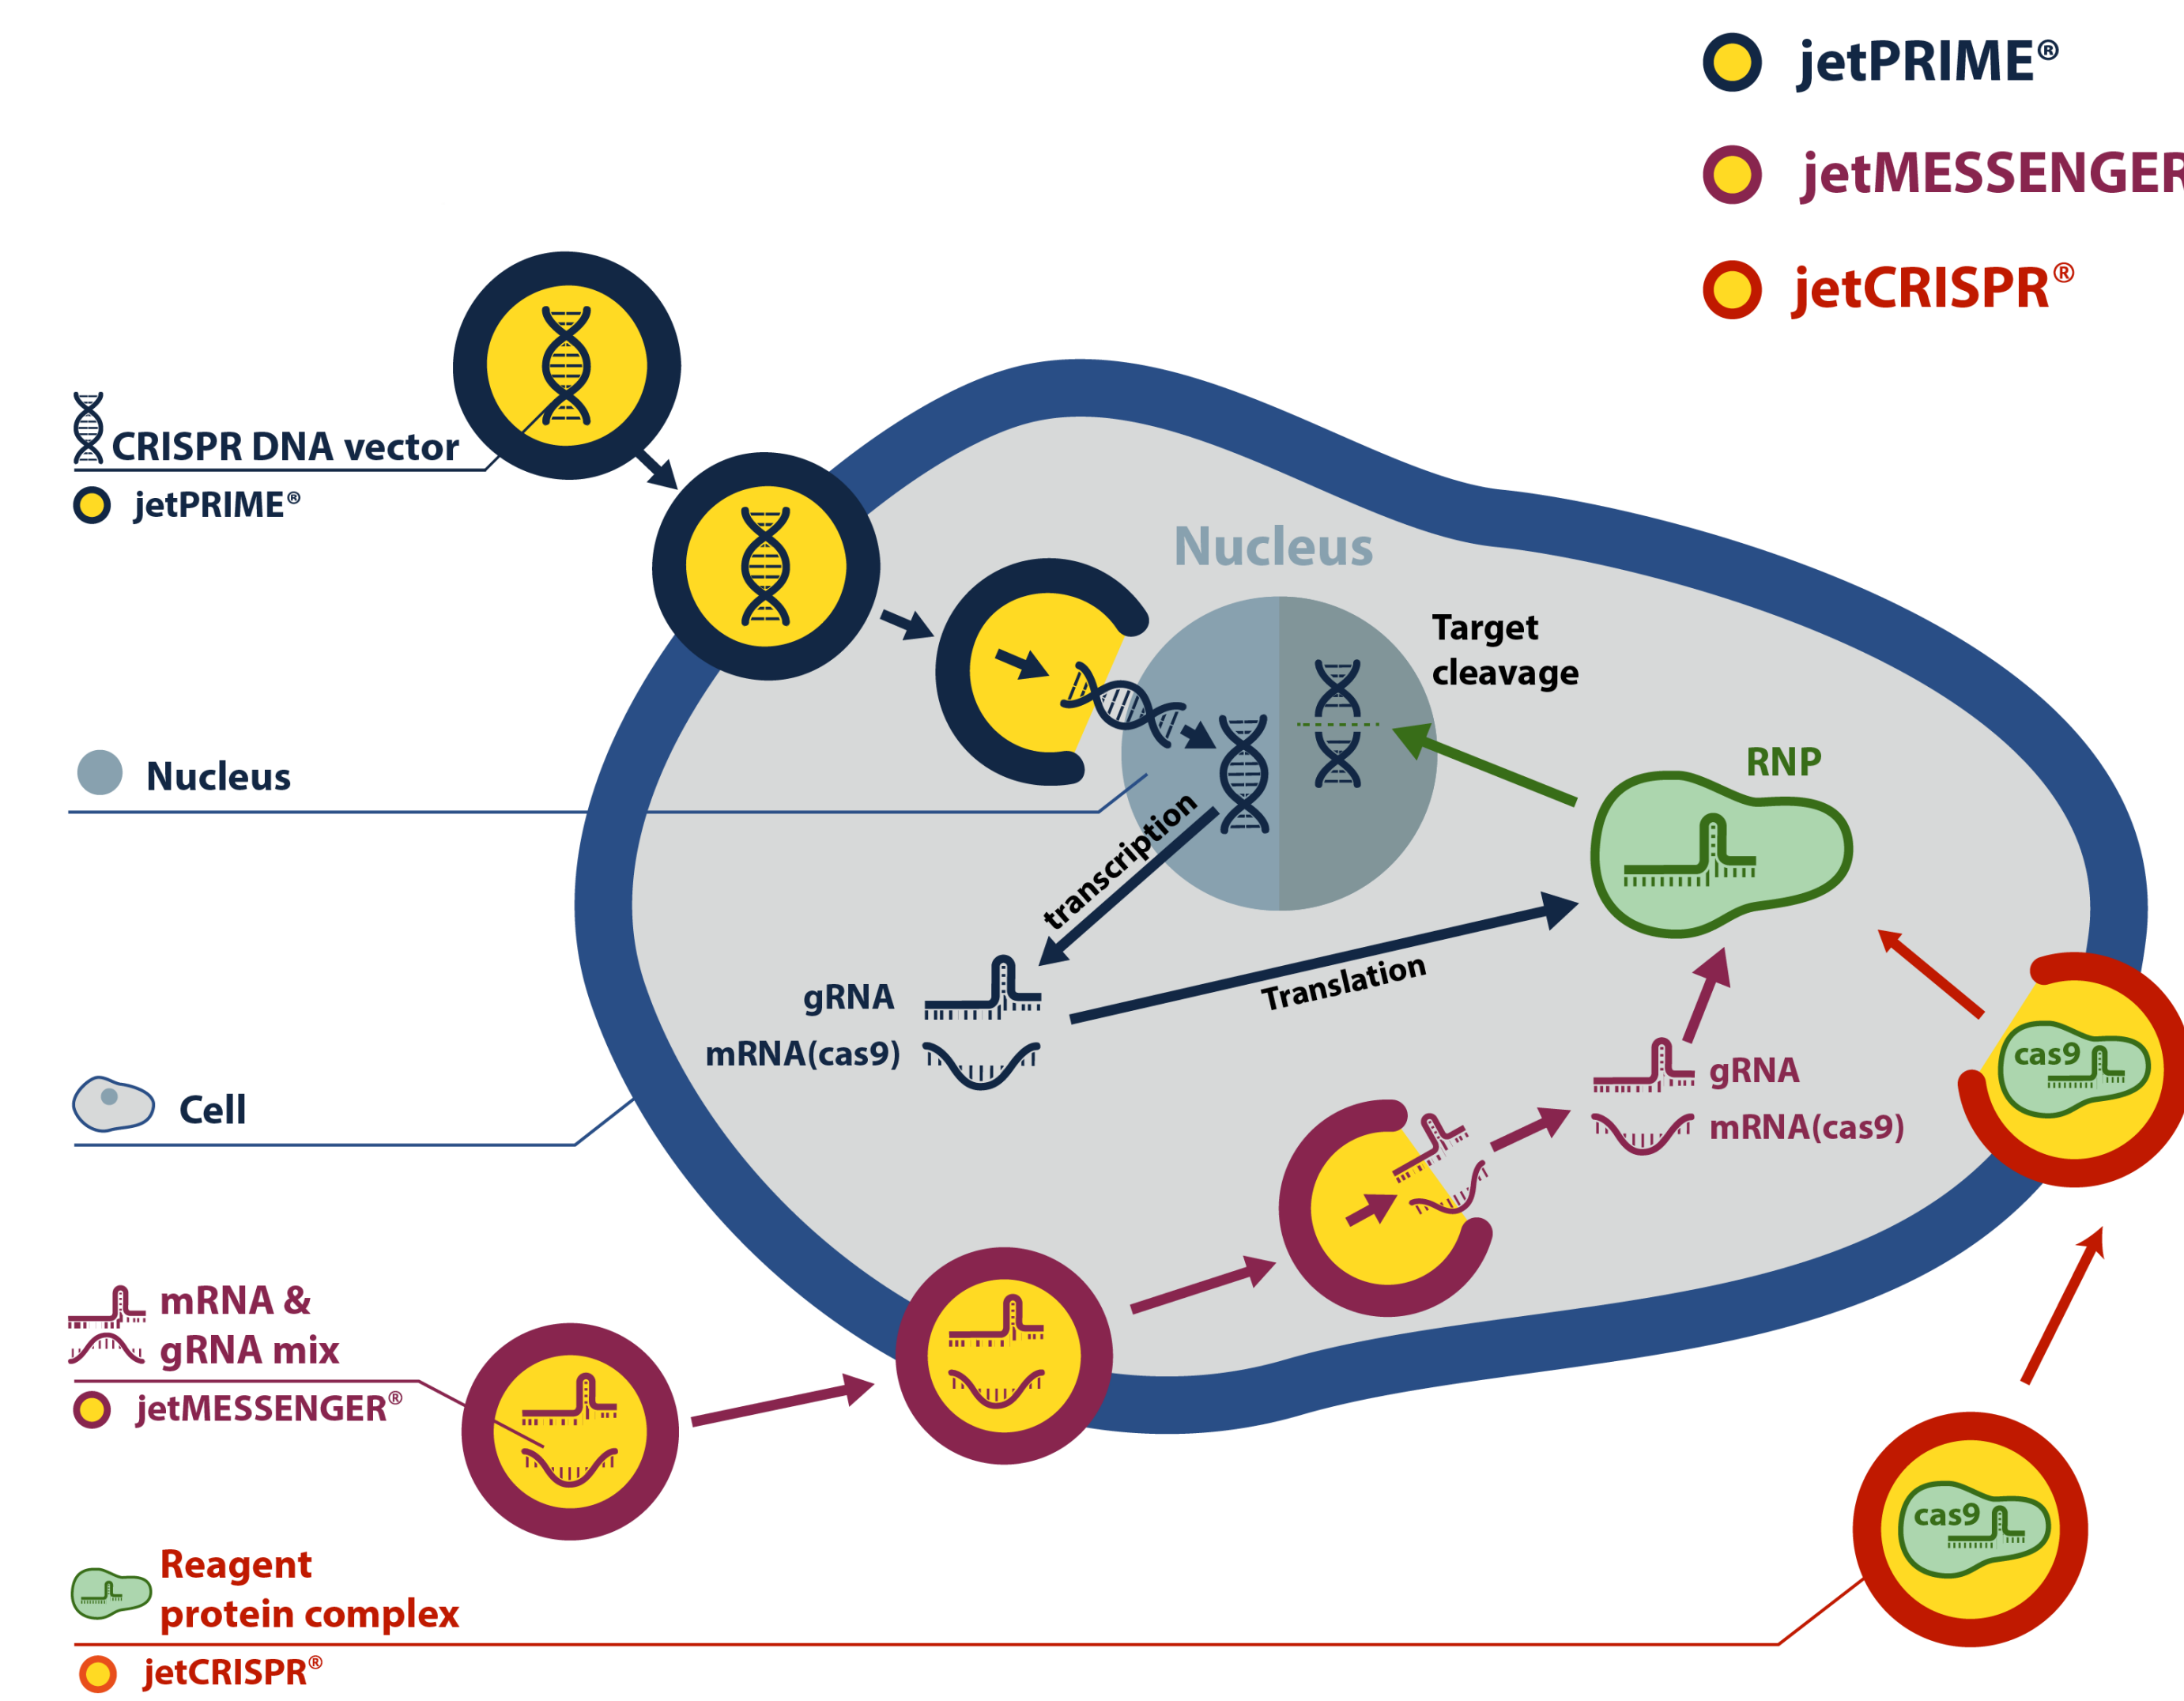 jetPRIME®
jetMESSENGER
jetCRISPR®
CRISPR DNA vector
jetPRIME®
Nucleus
Target
cleavage
RNP
Nucleus
transcription
gRNA
mRNA(cas9)
Translation
cas9
gRNA
mRNA(cas9)
Cell
mRNA &
gRNA mix
jetMESSENGER®
cas9
Reagent
protein complex
jetCRISPR®